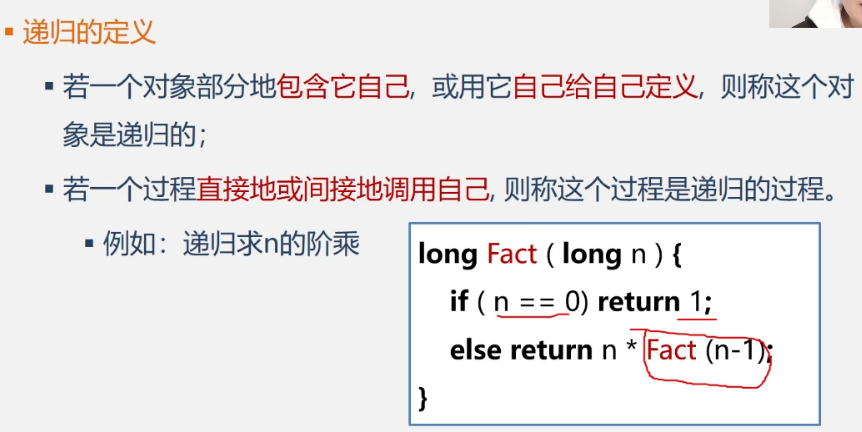 ▪ 递归的定义
▪ 若一个对象部分地包含它自己, 或用它自己给自己定义, 则称这个对
象是递归的;
▪ 若一个过程直接地或间接地调用自己, 则称这个过程是递归的过程。
▪ 例如：递归求n的阶乘
long Fact ( long n ) {
if ( n == 0) return 1;
else return n * Fact (n-1);
}